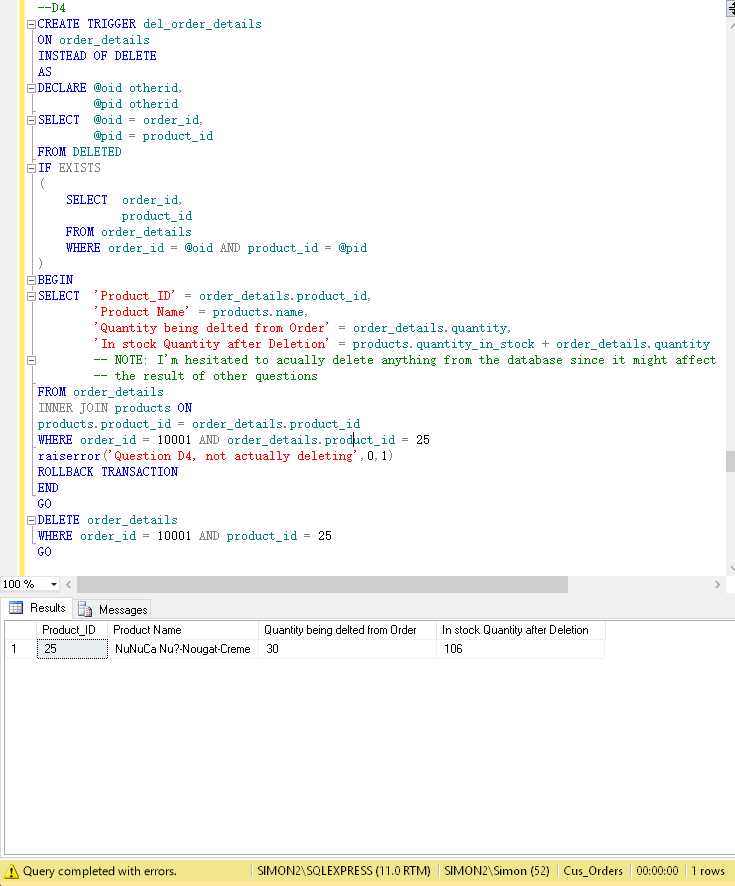 --D4
CREATE TRIGGER del_order_details
ON order_details
INSTEAD OF DELETE
AS
DECLARE @oid otherid,
        @pid otherid
SELECT  @oid = order_id,
        @pid = product_id
FROM DELETED
IF EXISTS
(
    SELECT  order_id,
            product_id
    FROM order_details
    WHERE order_id = @oid AND product_id = @pid
)
BEGIN
SELECT  'Product_ID' = order_details.product_id,
        'Product Name' = products.name,
        'Quantity being delted from Order' = order_details.quantity,
        'In stock Quantity after Deletion' = products.quantity_in_stock + order_details.quantity
        -- NOTE: I'm hesitated to acually delete anything from the database since it might affect
        -- the result of other questions
FROM order_details
INNER JOIN products ON
products.product_id = order_details.product_id
WHERE order_id = 10001 AND order_details.product_id = 25
raiserror('Question D4, not actually deleting',0,1)
ROLLBACK TRANSACTION
END
GO
DELETE order_details
WHERE order_id = 10001 AND product_id = 25
GO
100 %
Results Messages
Product_ID Product Name Quantity being delted from Order In stock Quantity after Deletion
1 25 NuNuCa Nu?-Nougat-Creme 30 106
Query completed with errors. SIMON2\SQLEXPRESS (11.0 RTM) SIMON2\Simon (52) Cus_Orders 00:00:00 1 rows